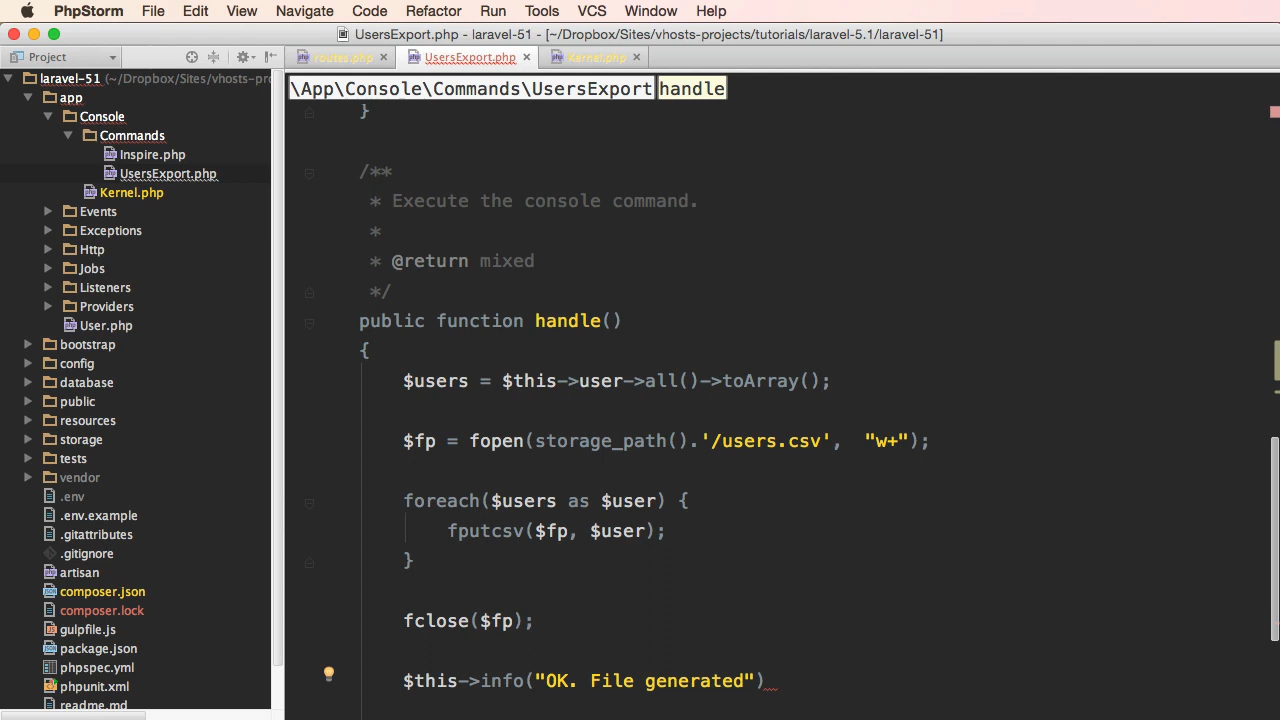 PhpStorm File Edit View Navigate Code Refactor Run Tools VCS Window Help
UsersExport.php - laravel-51 - [~/Dropbox/Sites/vhosts-projects/tutorials/laravel-5.1/laravel-51]
Project
routes.php UsersExport.php Kernel.php
laravel-51 (~/Dropbox/Sites/vhosts-pro
app
Console
Commands
Inspire.php
UsersExport.php
Kernel.php
Events
Exceptions
Http
Jobs
Listeners
Providers
User.php
bootstrap
config
database
public
resources
storage
tests
vendor
.env
.env.example
.gitattributes
.gitignore
artisan
composer.json
composer.lock
gulpfile.js
package.json
phpspec.yml
phpunit.xml
readme.md
\App\Console\Commands\UsersExport handle
}
/**
* Execute the console command.
*
* @return mixed
*/
public function handle()
{
$users = $this->user->all()->toArray();
$fp = fopen(storage_path().'/users.csv', "w+");
foreach($users as $user) {
fputcsv($fp, $user);
}
fclose($fp);
$this->info("OK. File generated")